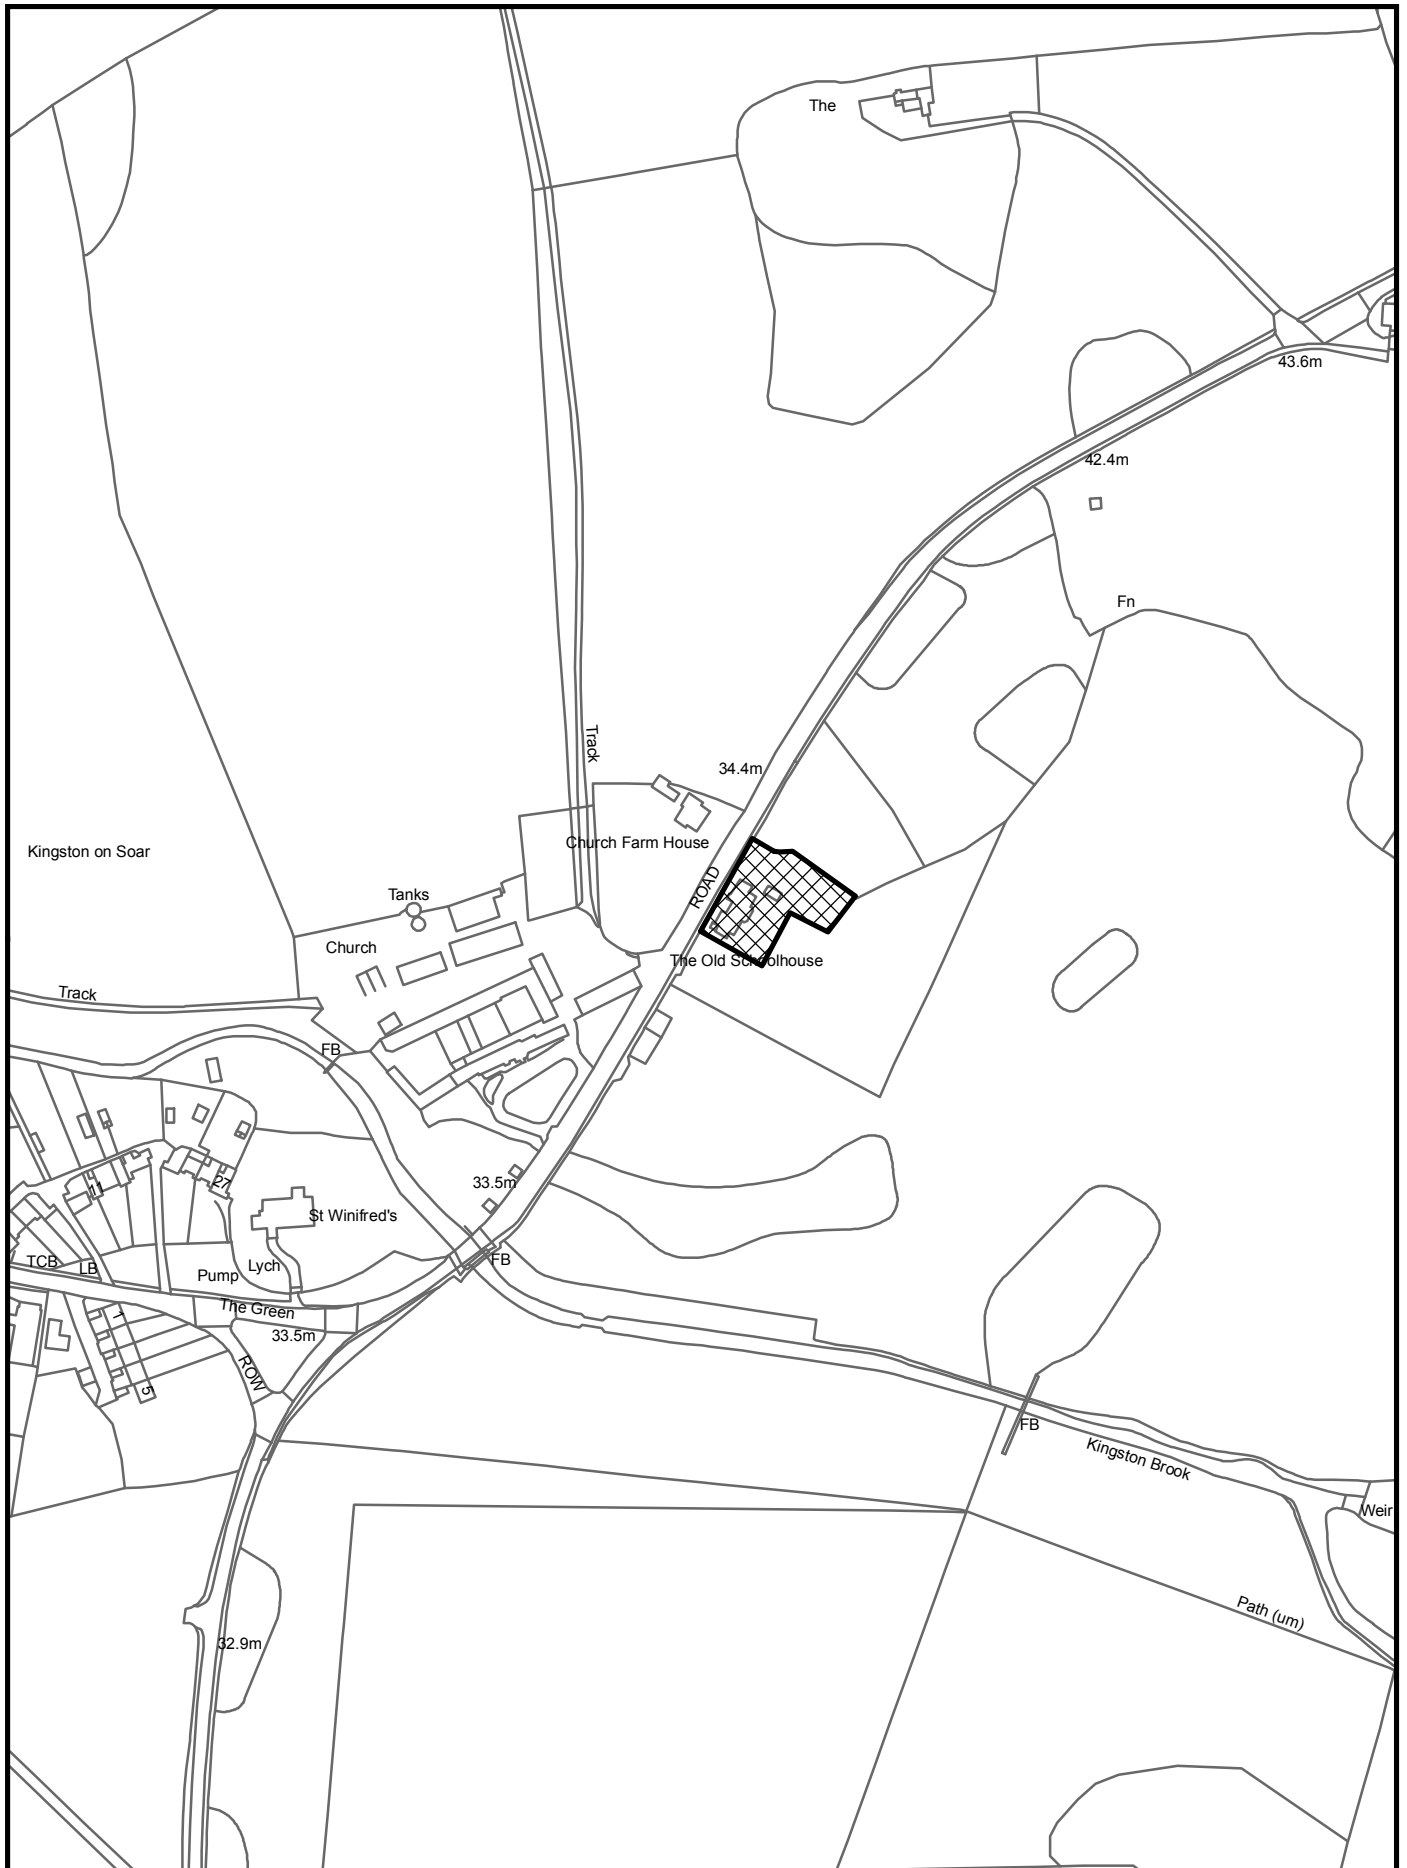 The
43.6m
42.4m
Fn
Track
34.4m
Church Farm House
Kingston on Soar
ROAD
Tanks
Church
The Old Schoolhouse
Track
FB
33.5m
27
11
St Winifred's
FB
TCB
LB
Lych
Pump
The Green
1
33.5m
ROW
5
FB
Kingston Brook
Weir
Path (um)
32.9m